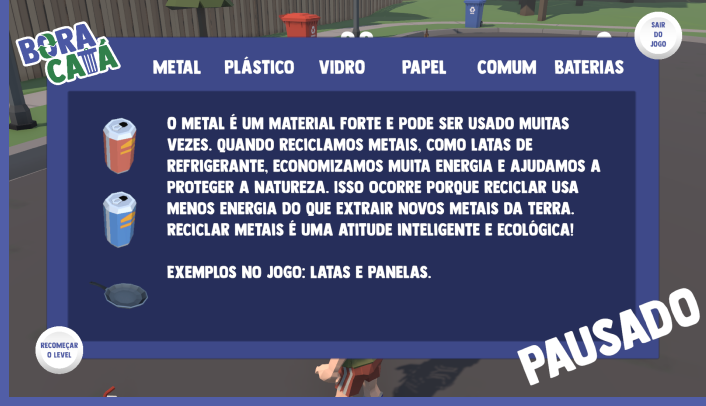 BORA
CATÁ
SAIR
DO
JOGO
METAL PLÁSTICO VIDRO PAPEL COMUM BATERIAS
O METAL É UM MATERIAL FORTE E PODE SER USADO MUITAS
VEZES. QUANDO RECICLAMOS METAIS, COMO LATAS DE
REFRIGERANTE, ECONOMIZAMOS MUITA ENERGIA E AJUDAMOS A
PROTEGER A NATUREZA. ISSO OCORRE PORQUE RECICLAR USA
MENOS ENERGIA DO QUE EXTRAIR NOVOS METAIS DA TERRA.
RECICLAR METAIS É UMA ATITUDE INTELIGENTE E ECOLÓGICA!
EXEMPLOS NO JOGO: LATAS E PANELAS.
RECOMEÇAR
O LEVEL
PAUSADO